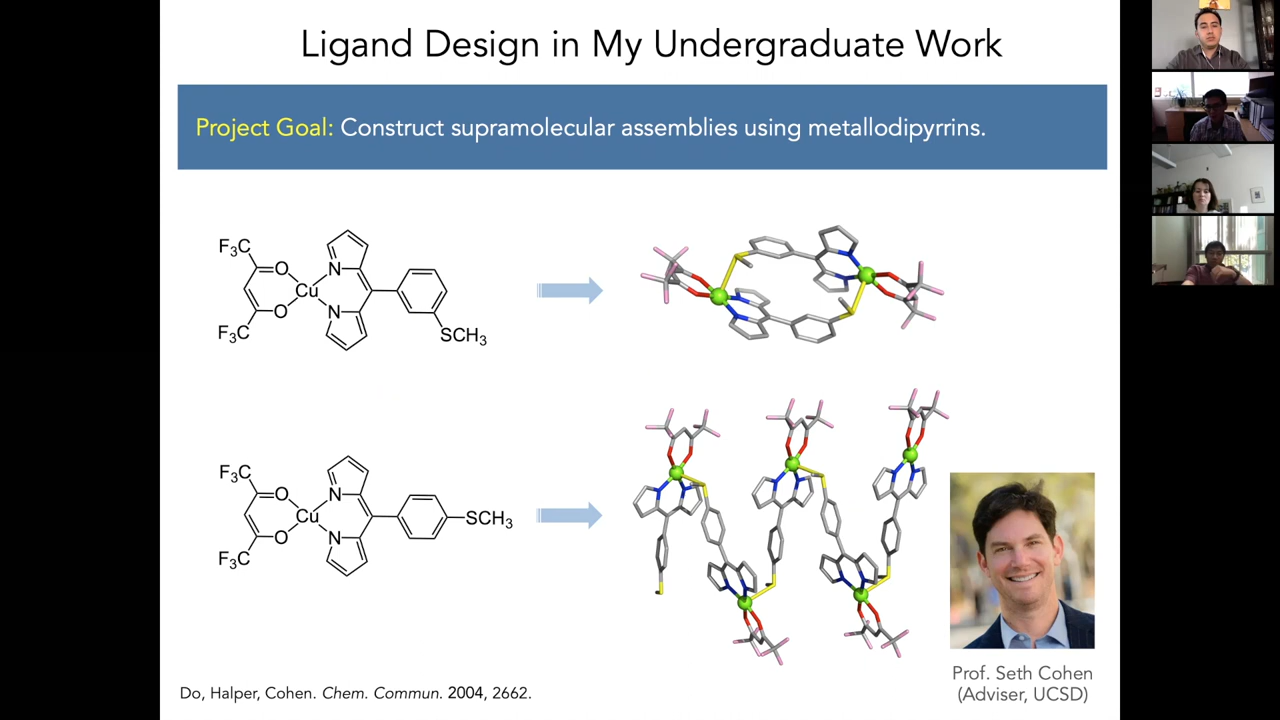 Ligand Design in My Undergraduate Work
Project Goal: Construct supramolecular assemblies using metallodipyrrins.
F₃C
O
N
Cu
O
N
F₃C
SCH₃
F₃C
O
N
Cu
SCH₃
O
N
F₃C
Prof. Seth Cohen
(Adviser, UCSD)
Do, Halper, Cohen. Chem. Commun. 2004, 2662.